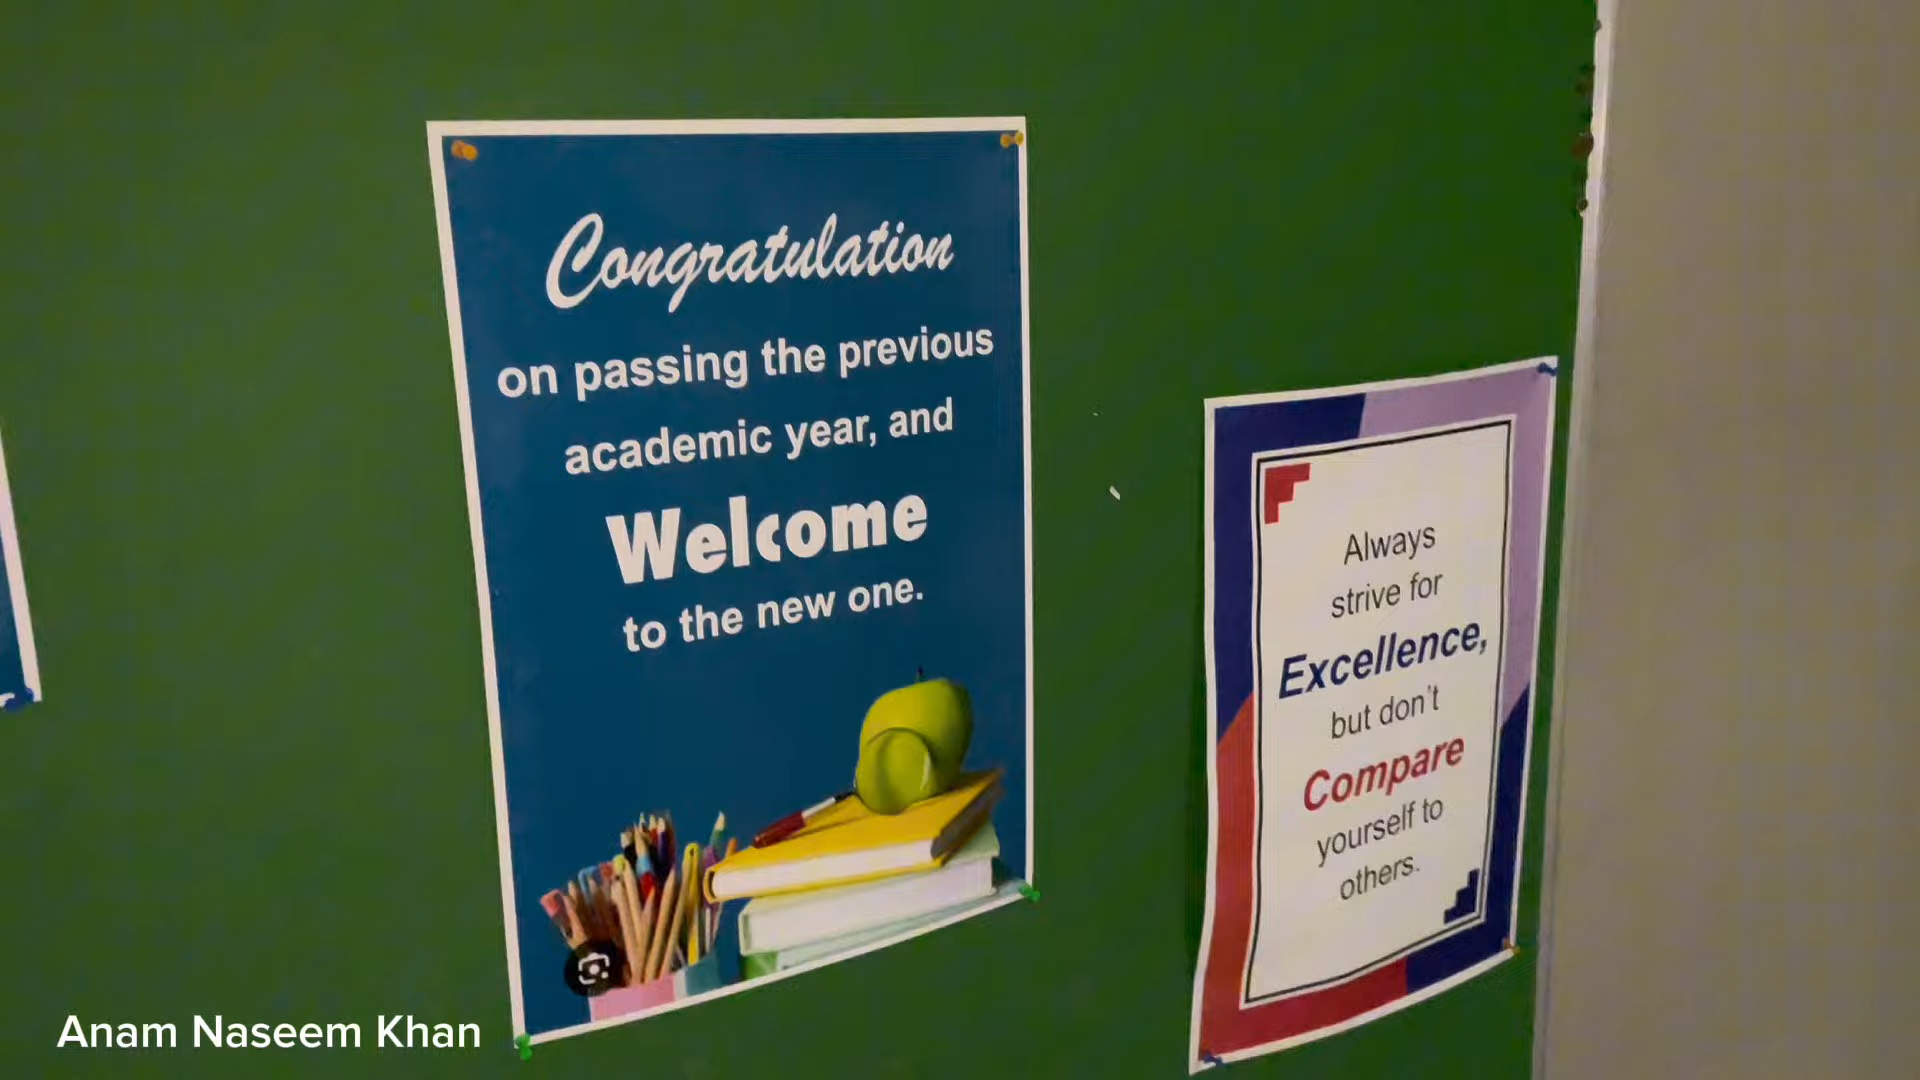 Congratulation
on passing the previous
academic year, and
Welcome
to the new one.
Always
strive for
Excellence,
but don't
Compare
yourself to
others.
Anam Naseem Khan